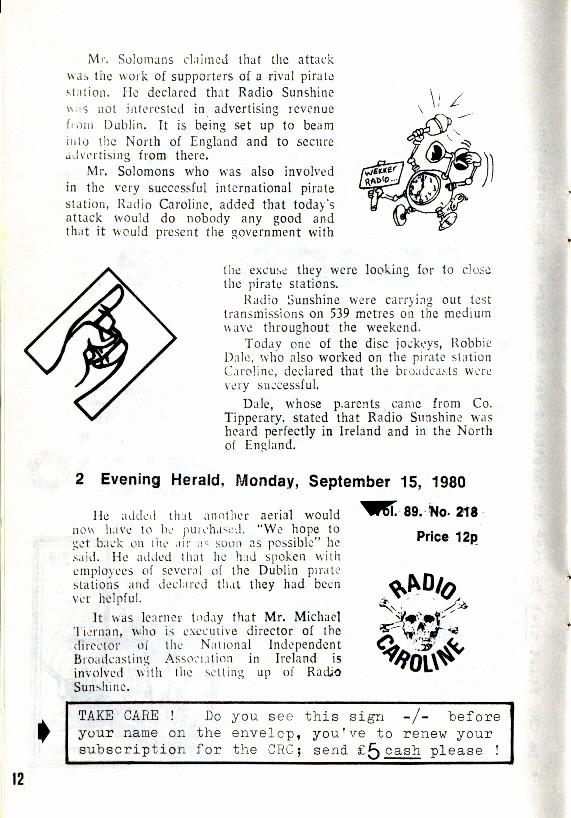 Mr. Solomans claimed that the attack
was the work of supporters of a rival pirate
station. He declared that Radio Sunshine
was not interested in advertising revenue
from Dublin. It is being set up to beam
into the North of England and to secure
advertising from there.
Mr. Solomons who was also involved
in the very successful international pirate
station, Radio Caroline, added that today's
attack would do nobody any good and
that it would present the government with
WEKKER
RADIO...
the excuse they were looking for to close
the pirate stations.
Radio Sunshine were carrying out test
transmissions on 539 metres on the medium
wave throughout the weekend.
Today one of the disc jockeys, Robbie
Dale, who also worked on the pirate station
Caroline, declared that the broadcasts were
very successful.
Dale, whose p.arents came from Co.
Tipperary, stated that Radio Sunshine was
heard perfectly in Ireland and in the North
of England.
2 Evening Herald, Monday, September 15, 1980
He added that another aerial would
now have to be purchased. "We hope to
get back on the air as soon as possible" he
said. He added that he had spoken with
employees of several of the Dublin pirate
stations and declared that they had been
ver helpful.
It was learner today that Mr. Michael
Tiernan, who is executive director of the
director of the National Independent
Broadcasting Association in Ireland is
involved with the setting up of Radio
Sunshine.
Vol. 89. No. 218
Price 12p
RADIO
CAROLINE
TAKE CARE ! Do you see this sign -/- before
your name on the envelop, you've to renew your
subscription for the CRC; send £5 cash please !
12